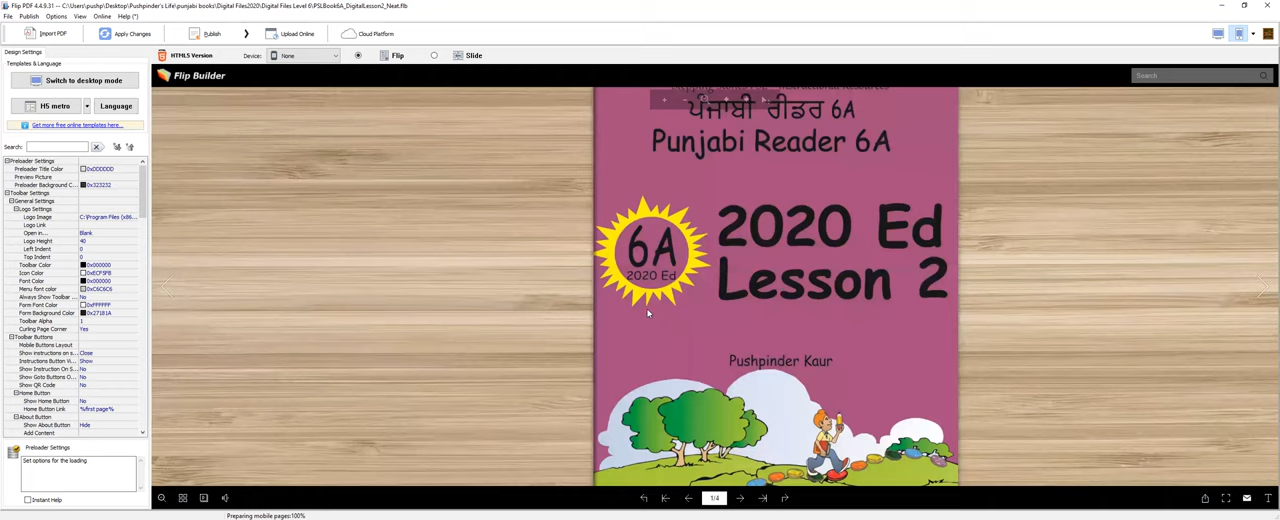 Flip PDF 4.4.9.31 -- C:\Users\pushp\Desktop\Pushpinder's Life\punjabi books\Digital Files2020\Digital Files Level 6\PSLBook6A_DigitalLesson2_Neat.flb
File Publish Options View Online Help (*)
Import PDF Apply Changes Publish Upload Online Cloud Platform
Design Settings
HTML5 Version Device: None Flip Slide
Templates & Language
Flip Builder
Search
Switch to desktop mode
H5 metro Language
Get more free online templates here...
Search:
Preloader Settings
Preloader Title Color 0xDDDDDD
Preview Picture
Preloader Background C... 0x323232
Toolbar Settings
General Settings
Logo Settings
Logo Image C:\Program Files (x86...
Logo Link
Open in... Blank
Logo Height 40
Left Indent 0
Top Indent 0
Toolbar Color 0x000000
Icon Color 0xECF5FB
Font Color 0x000000
Menu font color 0xC6C6C6
Always Show Toolbar ... No
Form Font Color 0xFFFFFF
Form Background Color 0x271B1A
Toolbar Alpha 1
Curling Page Corner Yes
Toolbar Buttons
Mobile Buttons Layout
Show instructions on s... Close
Instructions Button Vi... Show
Show Instruction On S... No
Show Goto Buttons O... No
Show QR Code No
Home Button
Show Home Button No
Home Button Link %first page%
About Button
Show About Button Hide
Add Content
Preloader Settings
Set options for the loading
Instant Help
ਪੰਜਾਬੀ ਰੀਡਰ 6A
Punjabi Reader 6A
6A
2020 Ed
2020 Ed
Lesson 2
Pushpinder Kaur
1/4
Preparing mobile pages:100%